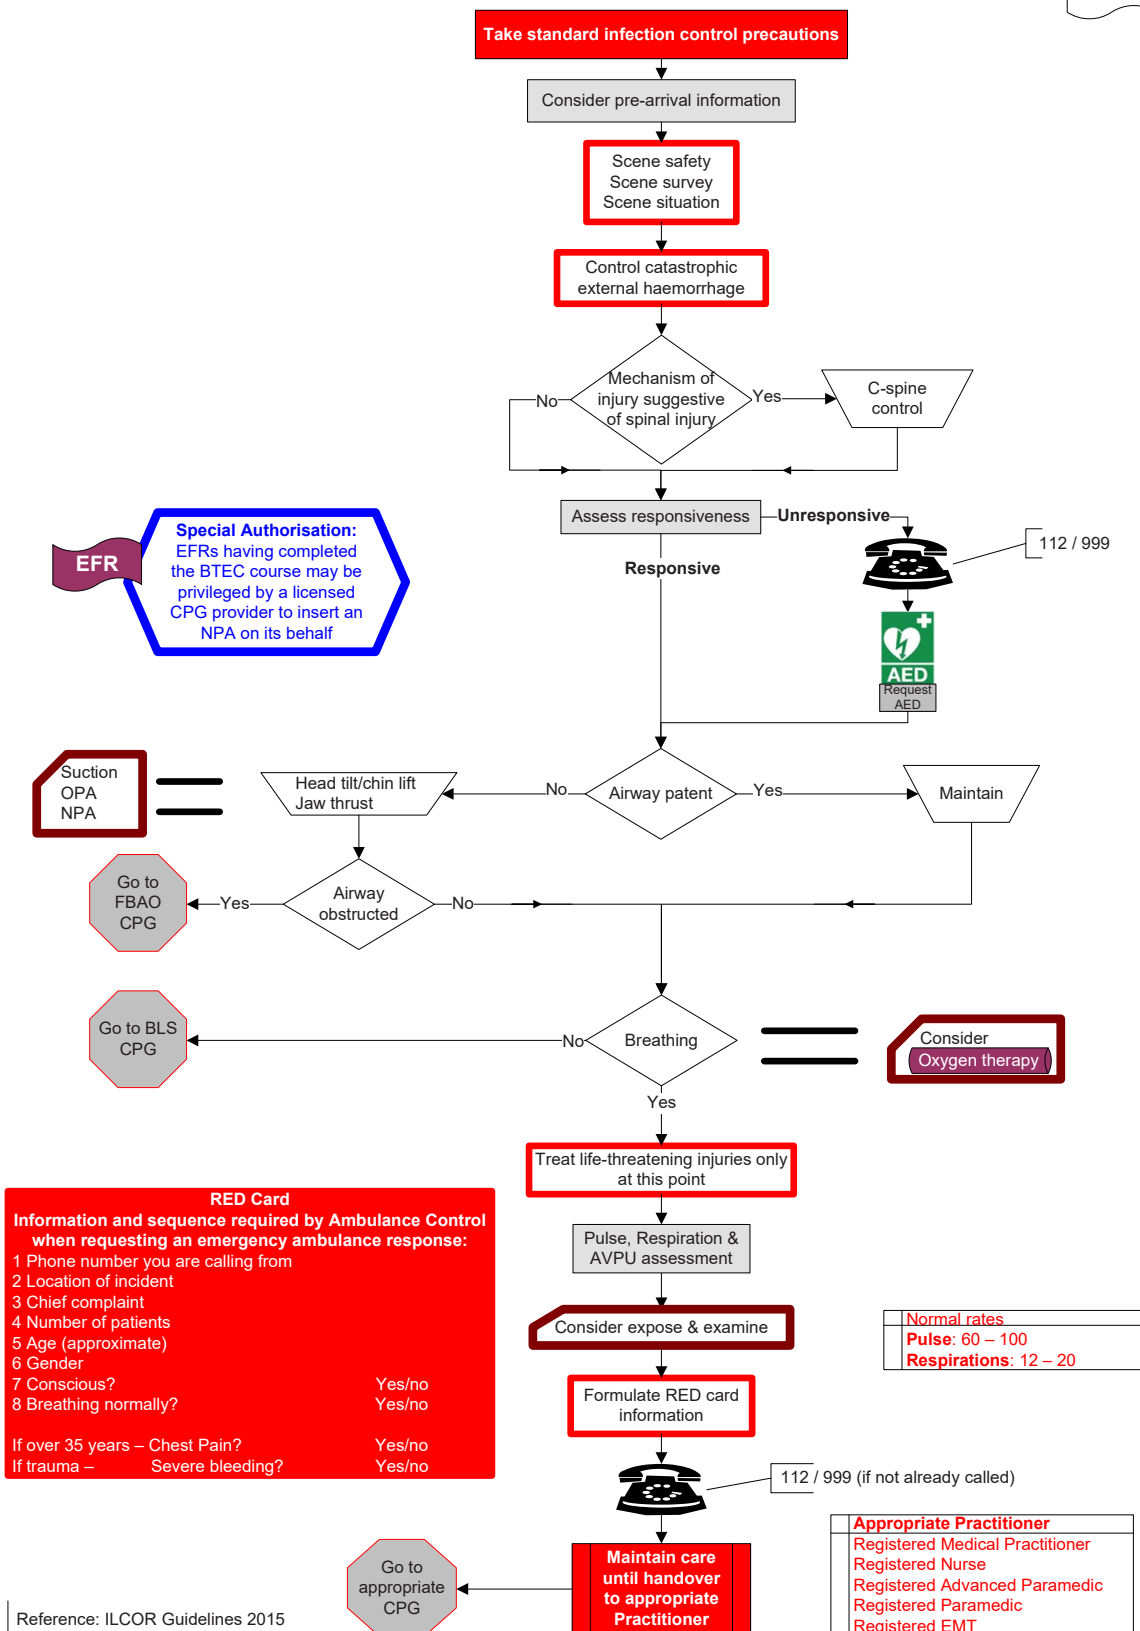 Take standard infection control precautions
Consider pre-arrival information
Scene safety
Scene survey
Scene situation
Control catastrophic
external haemorrhage
Mechanism of
injury suggestive
of spinal injury
No
Yes
C-spine
control
Assess responsiveness
Unresponsive
112 / 999
Responsive
EFR
Special Authorisation:
EFRs having completed
the BTEC course may be
privileged by a licensed
CPG provider to insert an
NPA on its behalf
AED
Request
AED
Suction
OPA
NPA
Head tilt/chin lift
Jaw thrust
No
Airway patent
Yes
Maintain
Go to
FBAO
CPG
Yes
Airway
obstructed
No
Go to BLS
CPG
No
Breathing
Consider
Oxygen therapy
Yes
Treat life-threatening injuries only
at this point
RED Card
Information and sequence required by Ambulance Control
when requesting an emergency ambulance response:
1 Phone number you are calling from
2 Location of incident
3 Chief complaint
4 Number of patients
5 Age (approximate)
6 Gender
7 Conscious? Yes/no
8 Breathing normally? Yes/no
If over 35 years – Chest Pain? Yes/no
If trauma – Severe bleeding? Yes/no
Pulse, Respiration &
AVPU assessment
Consider expose & examine
Normal rates
Pulse: 60 – 100
Respirations: 12 – 20
Formulate RED card
information
112 / 999 (if not already called)
Go to
appropriate
CPG
Maintain care
until handover
to appropriate
Practitioner
Appropriate Practitioner
Registered Medical Practitioner
Registered Nurse
Registered Advanced Paramedic
Registered Paramedic
Registered EMT
Reference: ILCOR Guidelines 2015